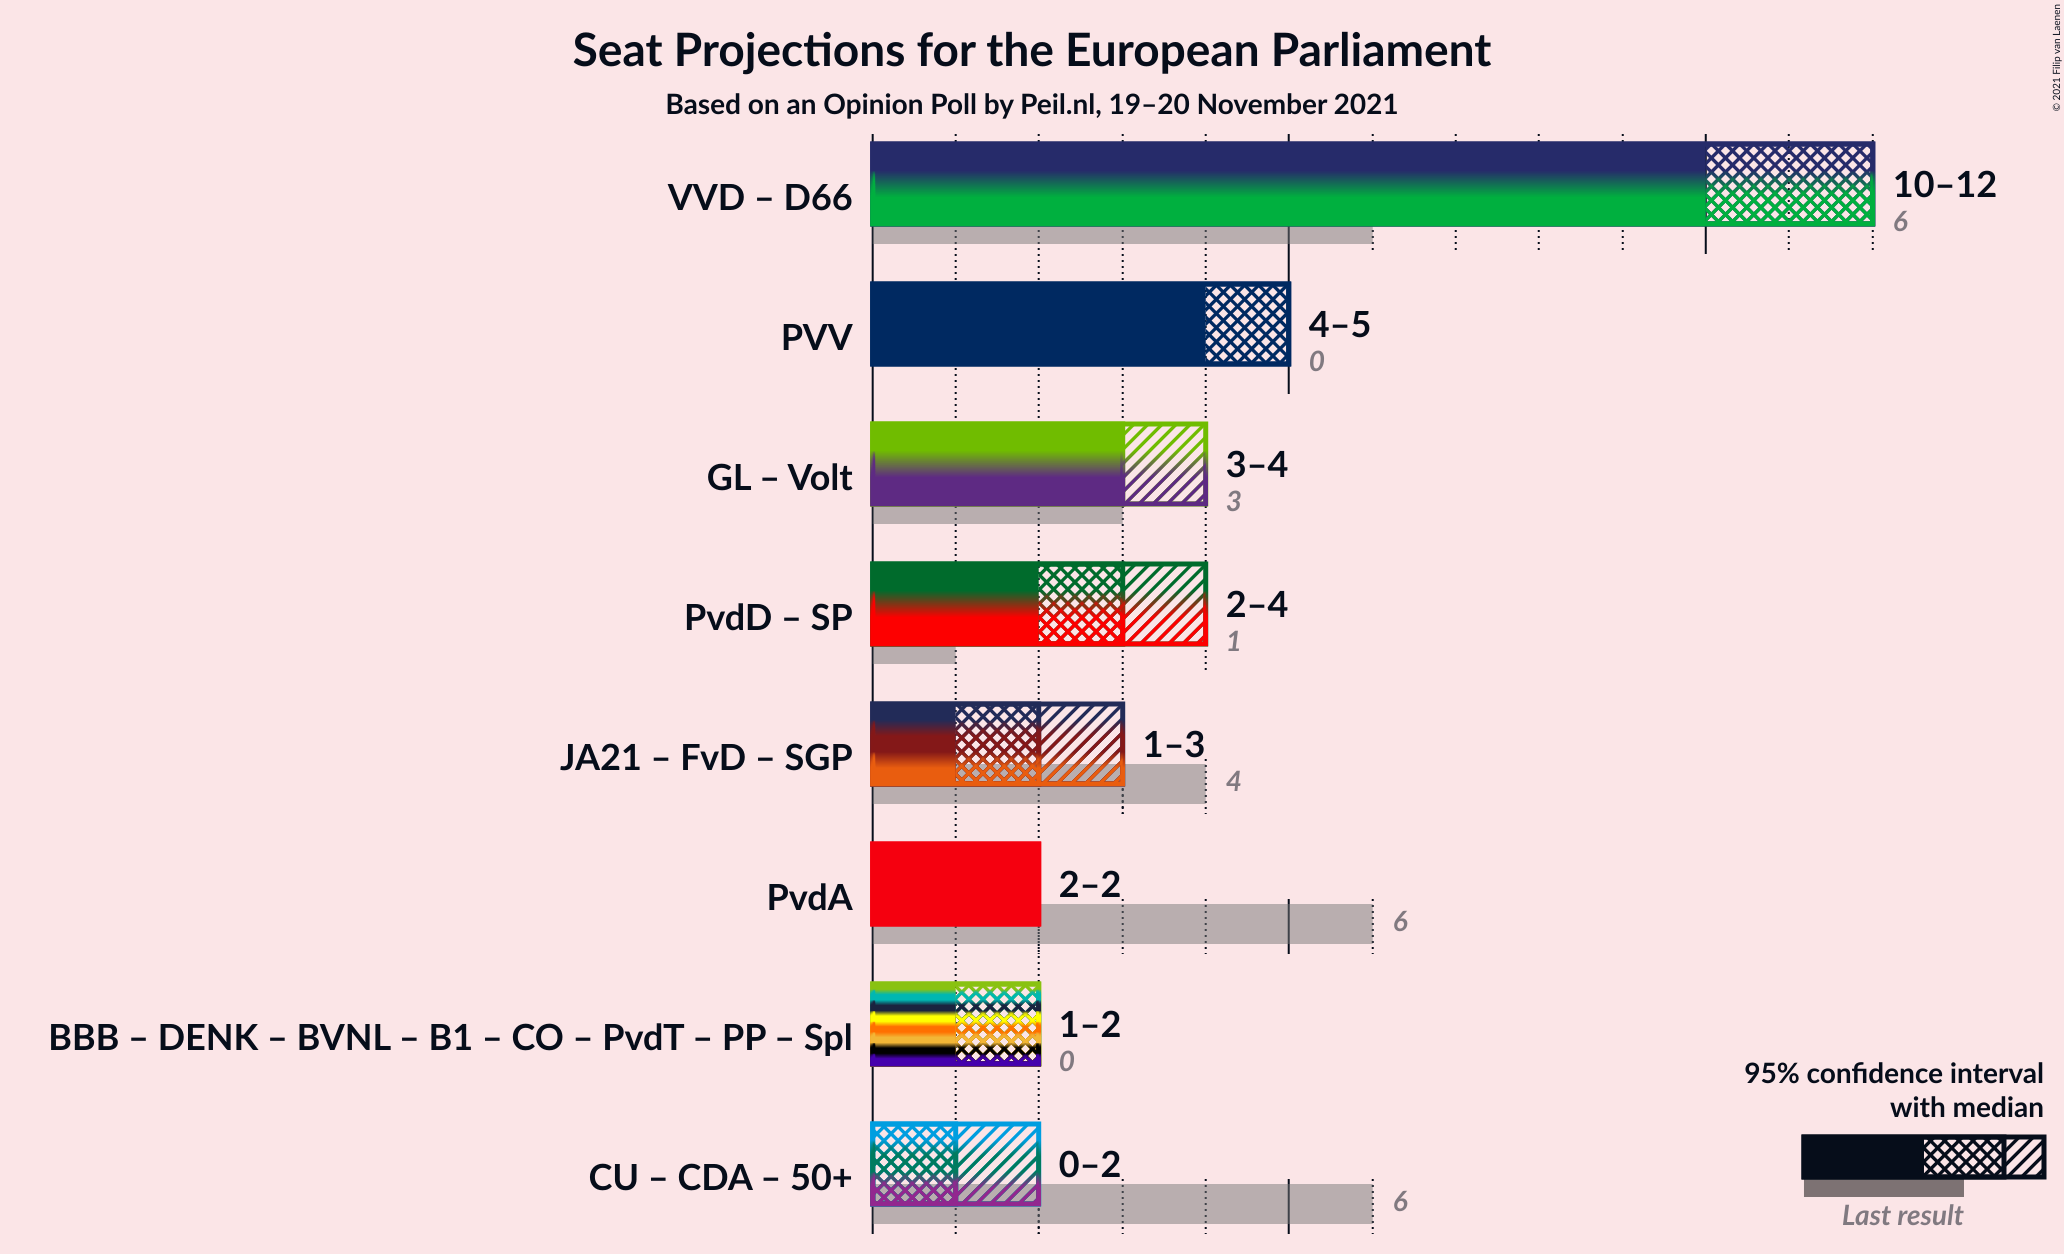 Seat Projections for the European Parliament
Based on an Opinion Poll by Peil.nl, 19–20 November 2021
© 2021 Filip van Laenen
VVD – D66
10–12
6
PVV
4–5
0
GL – Volt
3–4
3
PvdD – SP
2–4
1
JA21 – FvD – SGP
1–3
4
PvdA
2–2
6
BBB – DENK – BVNL – B1 – CO – PvdT – PP – Spl
1–2
0
CU – CDA – 50+
0–2
6
95% confidence interval
with median
Last result